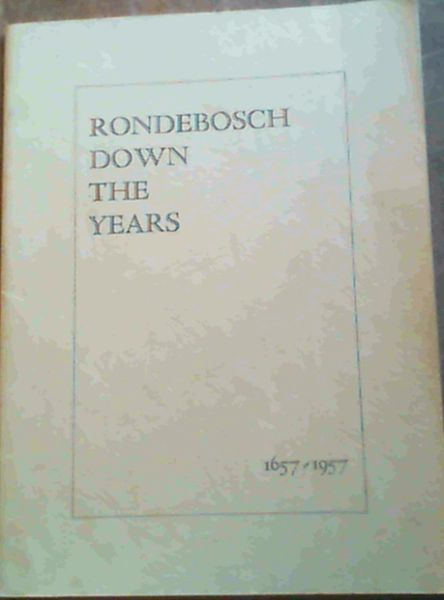 RONDEBOSCH
DOWN
THE
YEARS
1657-1957